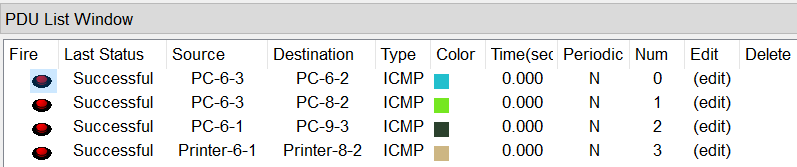 PDU List Window
Fire Last Status Source Destination Type Color Time(sec Periodic Num Edit Delete
Successful PC-6-3 PC-6-2 ICMP 0.000 N 0 (edit)
Successful PC-6-3 PC-8-2 ICMP 0.000 N 1 (edit)
Successful PC-6-1 PC-9-3 ICMP 0.000 N 2 (edit)
Successful Printer-6-1 Printer-8-2 ICMP 0.000 N 3 (edit)